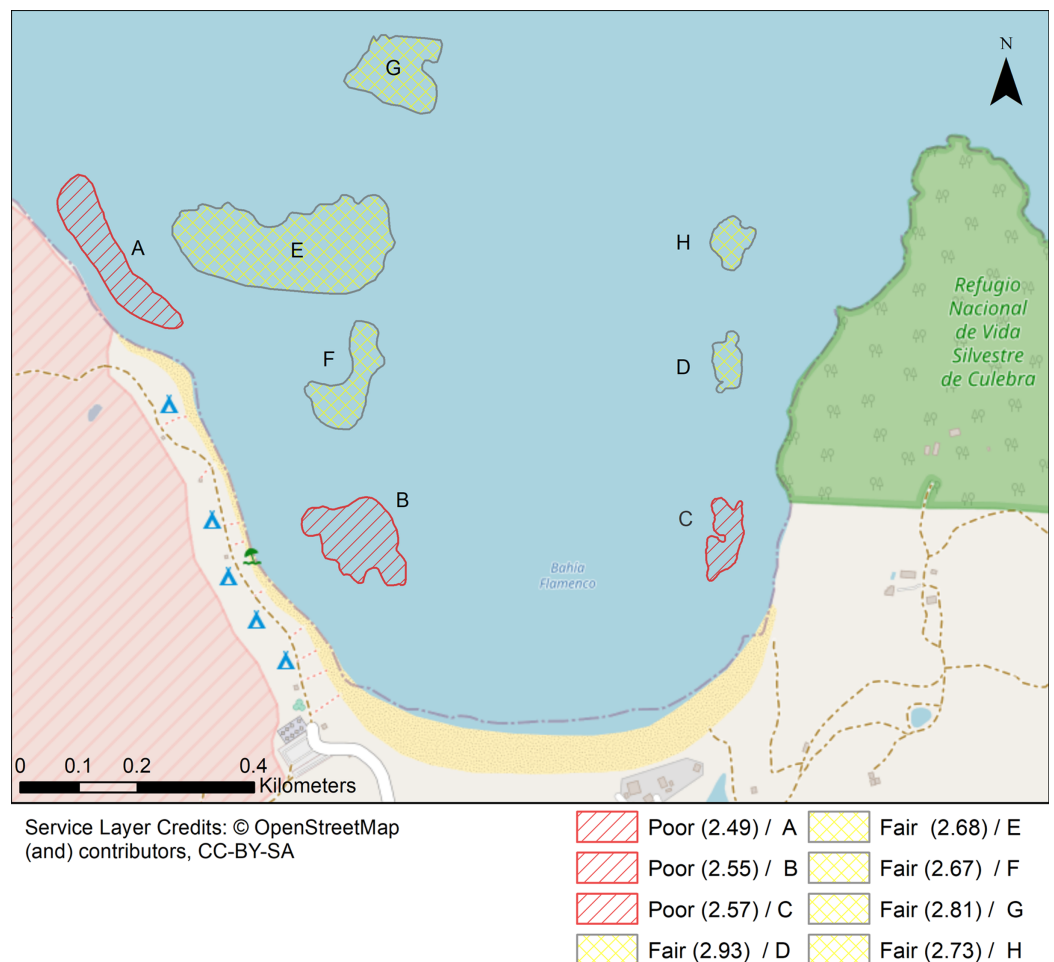 G
N
A
E
H
Refugio
Nacional
de Vida
Silvestre
de Culebra
F
D
B
C
Bahía
Flamenco
0 0.1 0.2 0.4
Kilometers
Service Layer Credits: © OpenStreetMap
(and) contributors, CC-BY-SA
Poor (2.49) / A
Poor (2.55) / B
Poor (2.57) / C
Fair (2.93) / D
Fair (2.68) / E
Fair (2.67) / F
Fair (2.81) / G
Fair (2.73) / H